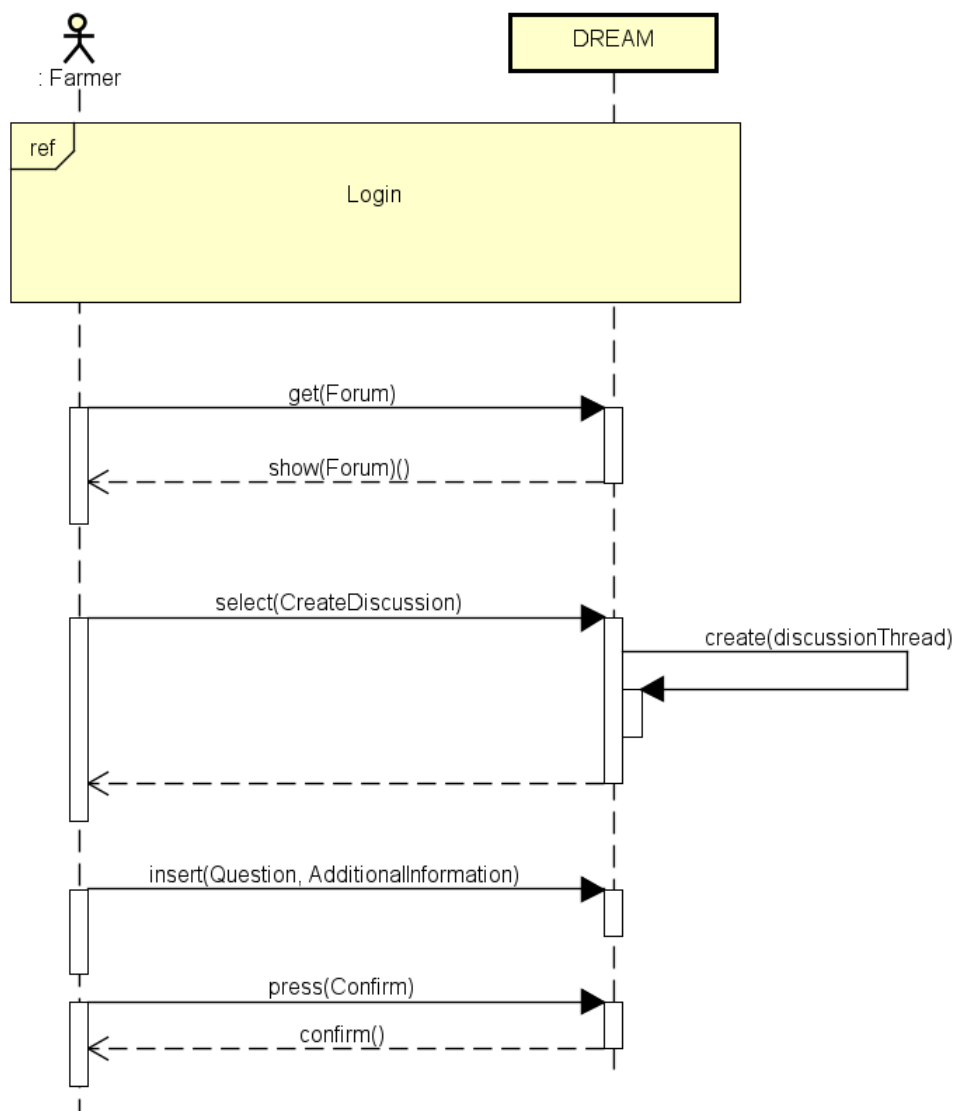 : Farmer
DREAM
ref
Login
get(Forum)
show(Forum)()
select(CreateDiscussion)
create(discussionThread)
insert(Question, AdditionalInformation)
press(Confirm)
confirm()